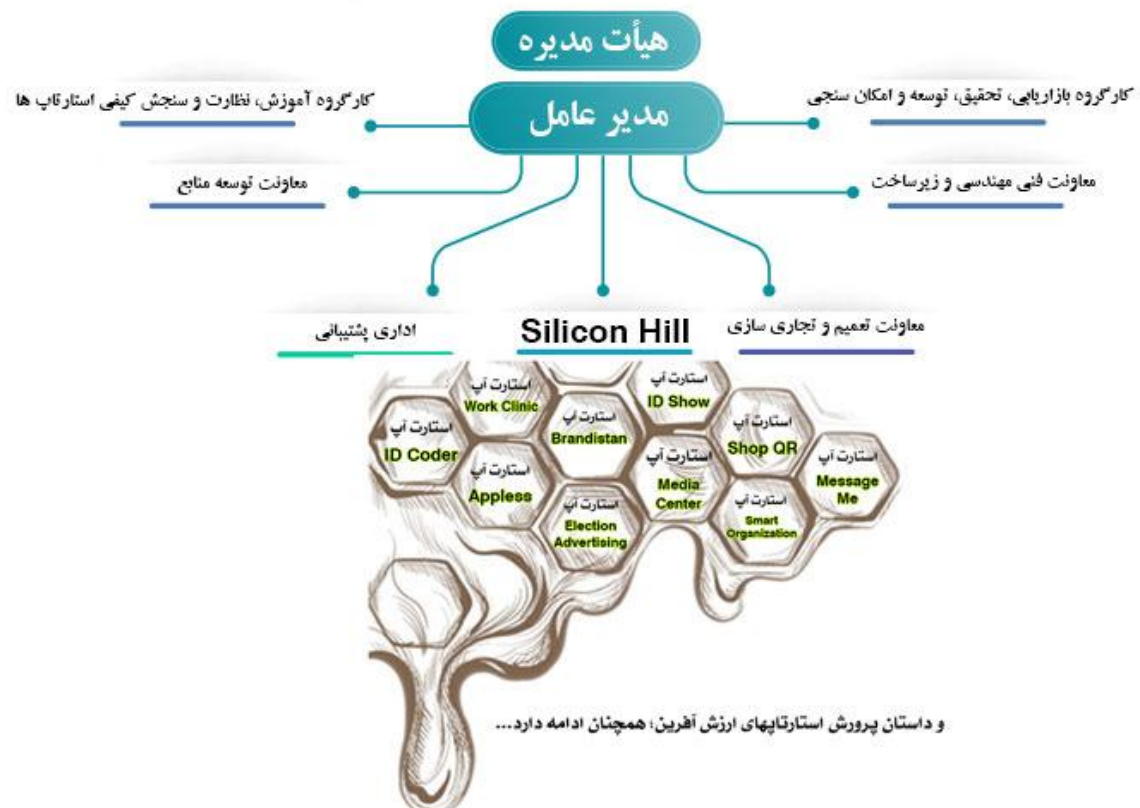 هیأت مدیره
مدیر عامل
کارگروه بازاریابی، تحقیق، توسعه و امکان سنجی
کارگروه آموزش، نظارت و سنجش کیفی استارتاپ ها
معاونت فنی مهندسی و زیرساخت
معاونت توسعه منابع
معاونت تعمیم و تجاری سازی
Silicon Hill
اداری پشتیبانی
استارت آپ
ID Show
استارت آپ
Work Clinic
استارت آپ
Shop QR
استارت آپ
Brandistan
استارت آپ
ID Coder
استارت آپ
Message
Me
استارت آپ
Media
Center
استارت آپ
Appless
استارت آپ
Smart
Organization
استارت آپ
Election
Advertising
و داستان پرورش استارتاپهای ارزش آفرین؛ همچنان ادامه دارد...